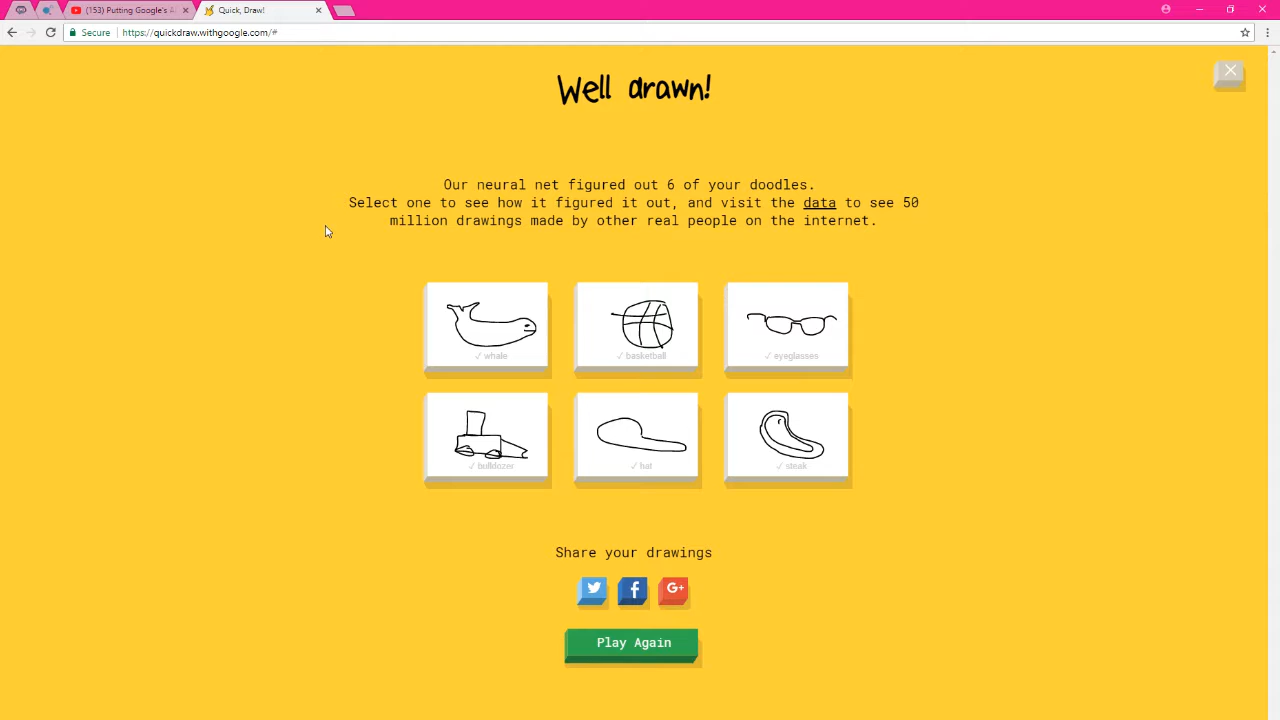 (153) Putting Google's A
Quick, Draw!
Secure https://quickdraw.withgoogle.com/#
Well drawn!
Our neural net figured out 6 of your doodles.
Select one to see how it figured it out, and visit the data to see 50
million drawings made by other real people on the internet.
✓ whale ✓ basketball ✓ eyeglasses
✓ bulldozer ✓ hat ✓ steak
Share your drawings
G+
Play Again